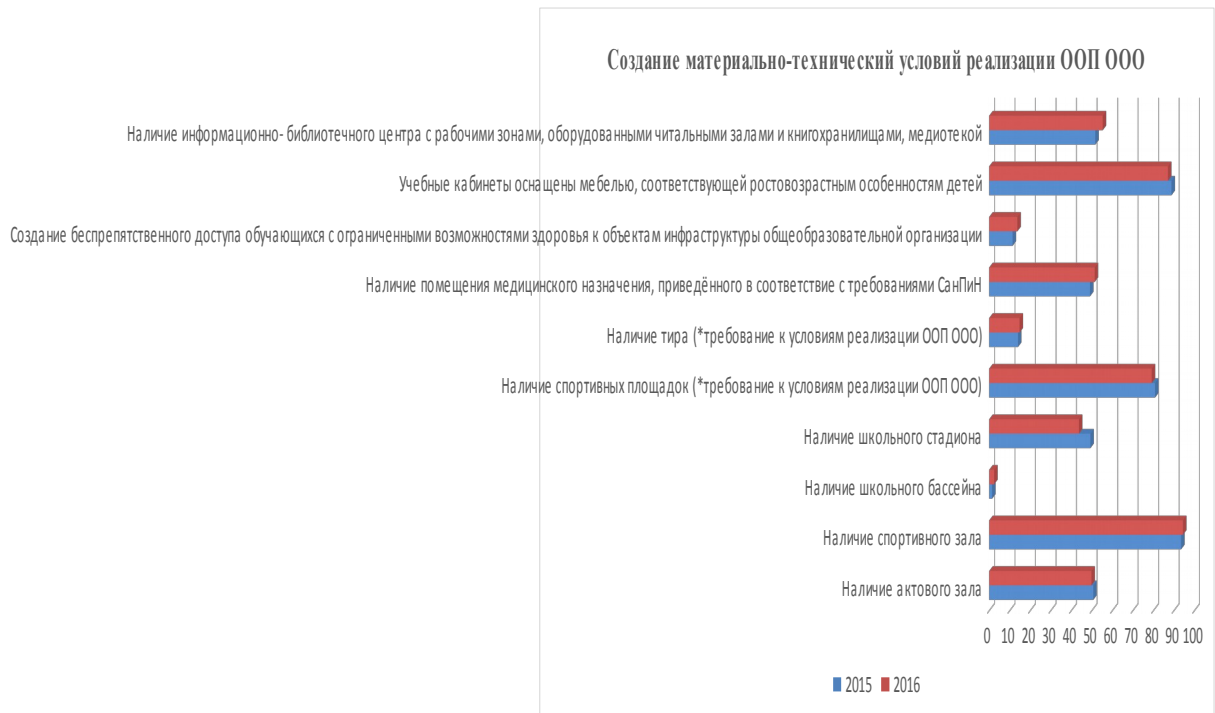 Создание материально-технический условий реализации ООП ООО
Наличие информационно- библиотечного центра с рабочими зонами, оборудованными читальными залами и книгохранилищами, медиотекой
Учебные кабинеты оснащены мебелью, соответствующей ростовозрастным особенностям детей
Создание беспрепятственного доступа обучающихся с ограниченными возможностями здоровья к объектам инфраструктуры общеобразовательной организации
Наличие помещения медицинского назначения, приведённого в соответствие с требованиями СанПиН
Наличие тира (*требование к условиям реализации ООП ООО)
Наличие спортивных площадок (*требование к условиям реализации ООП ООО)
Наличие школьного стадиона
Наличие школьного бассейна
Наличие спортивного зала
Наличие актового зала
0 10 20 30 40 50 60 70 80 90 100
2015 2016